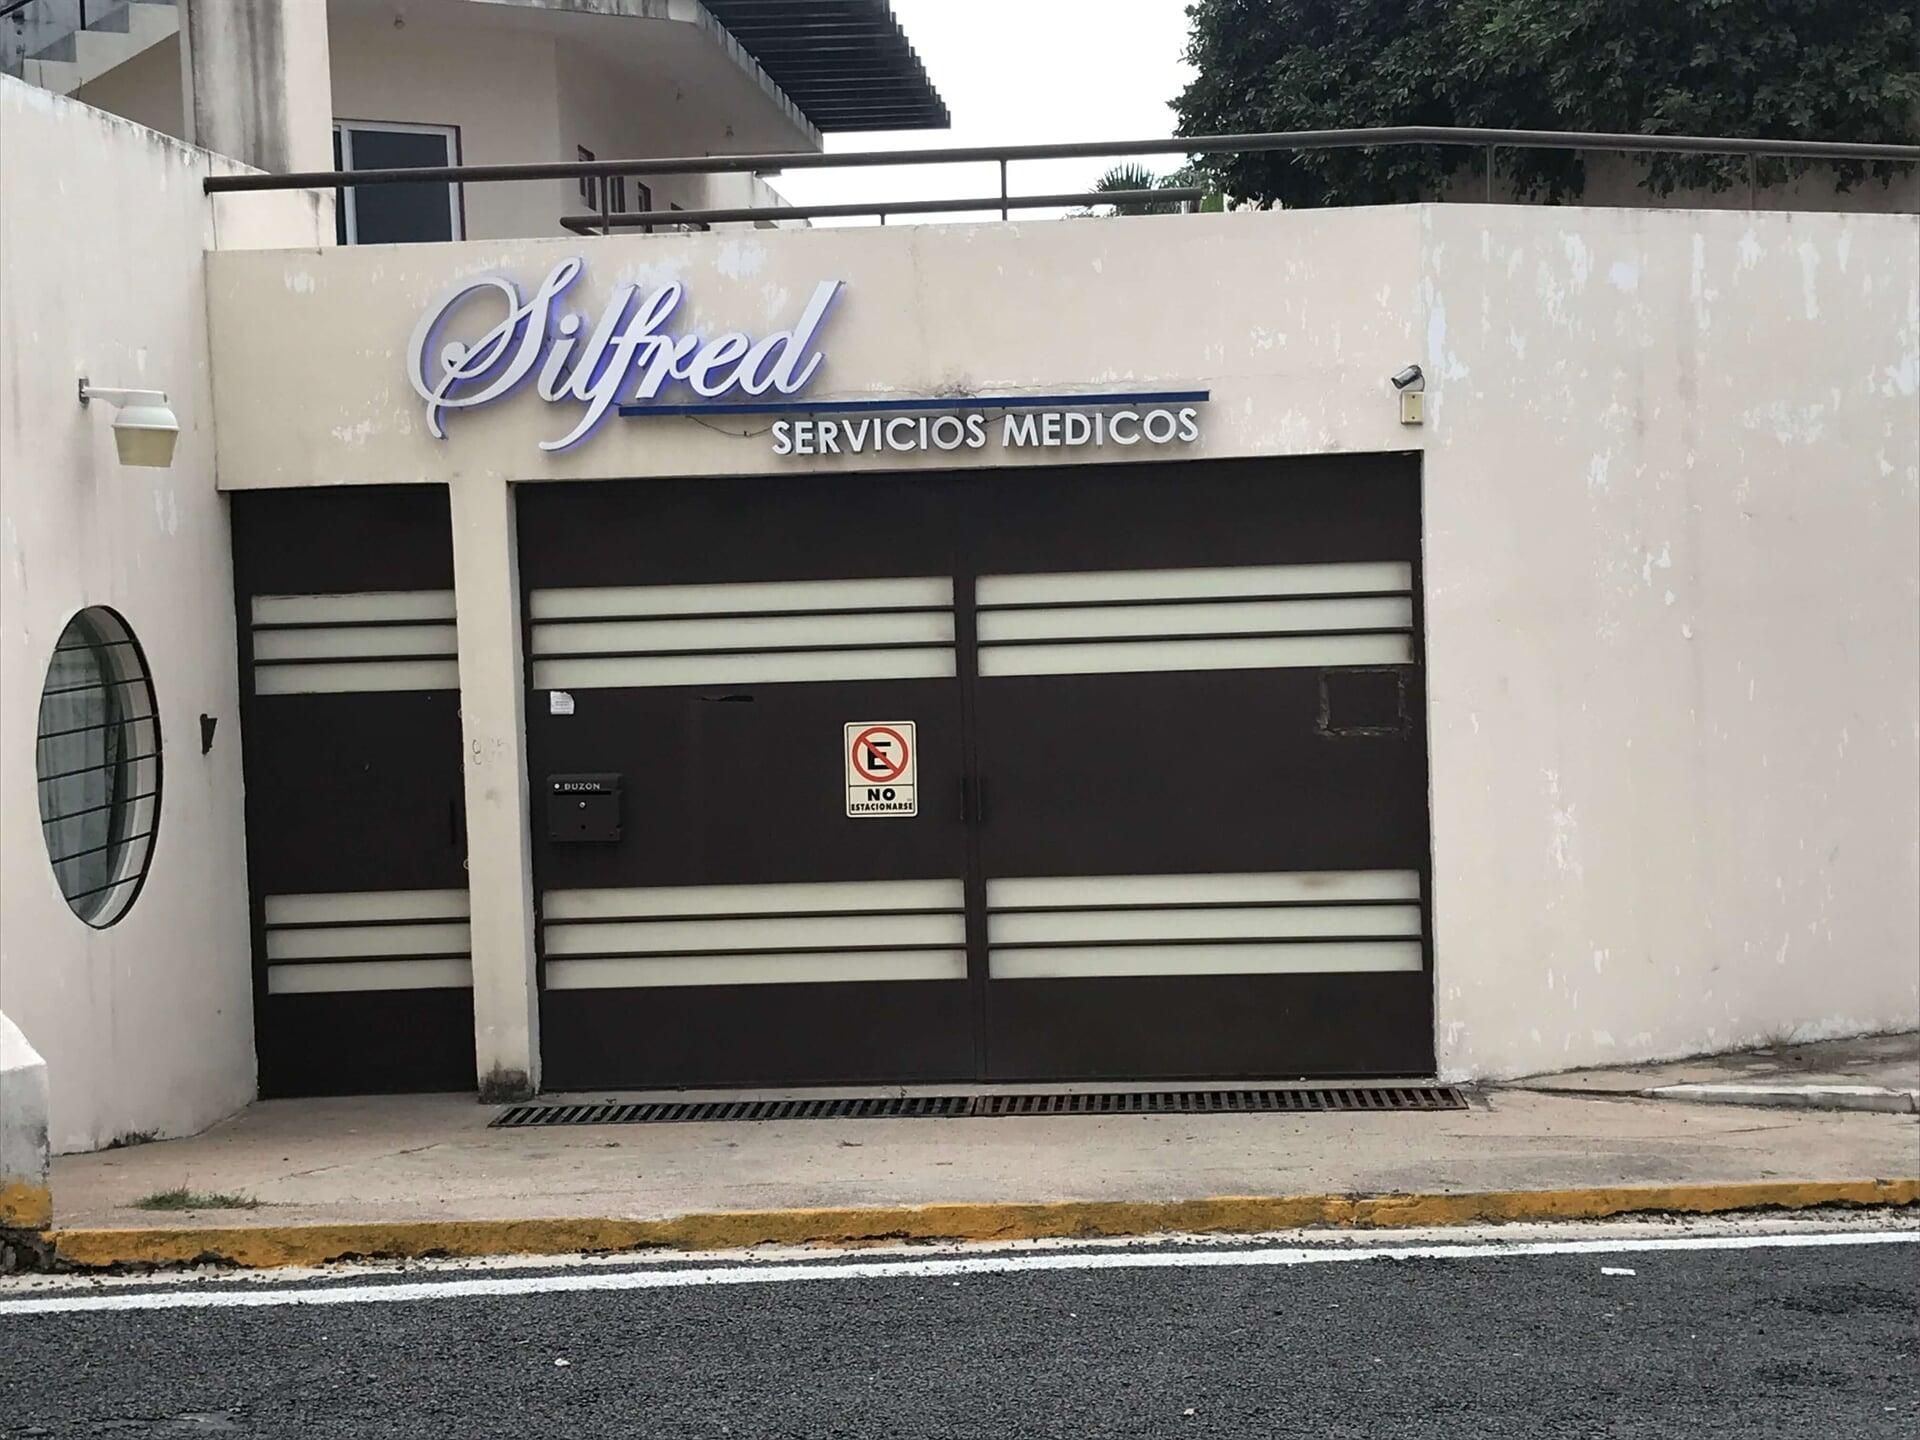 Silfred
SERVICIOS MEDICOS
BUZON
E
NO
ESTACIONARSE